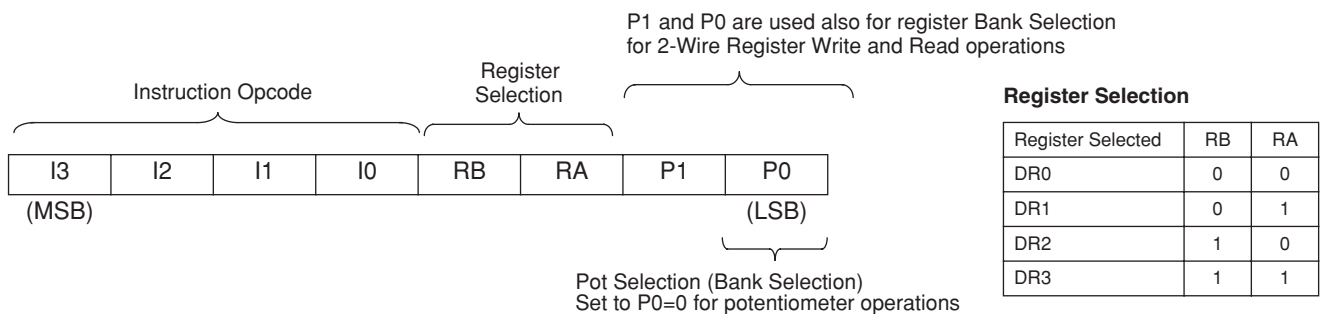 P1 and P0 are used also for register Bank Selection
for 2-Wire Register Write and Read operations
Instruction Opcode
Register
Selection
I3 I2 I1 I0 RB RA P1 P0
(MSB) (LSB)
Pot Selection (Bank Selection)
Set to P0=0 for potentiometer operations
Register Selection
Register Selected RB RA
DR0 0 0
DR1 0 1
DR2 1 0
DR3 1 1